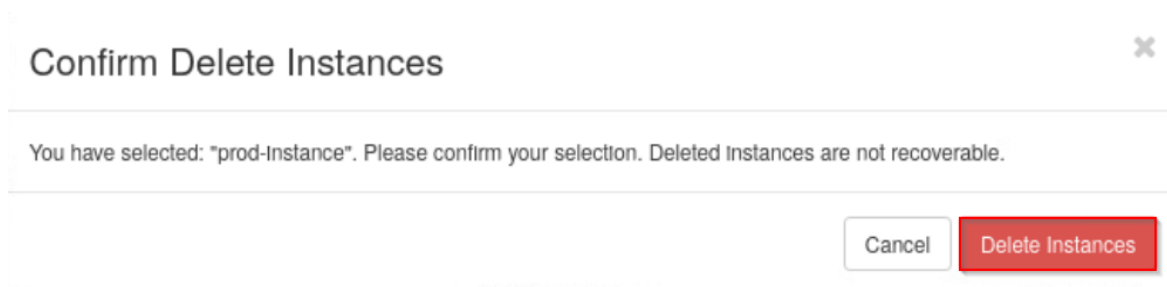 Confirm Delete Instances
You have selected: "prod-Instance". Please confirm your selection. Deleted Instances are not recoverable.
Cancel
Delete Instances